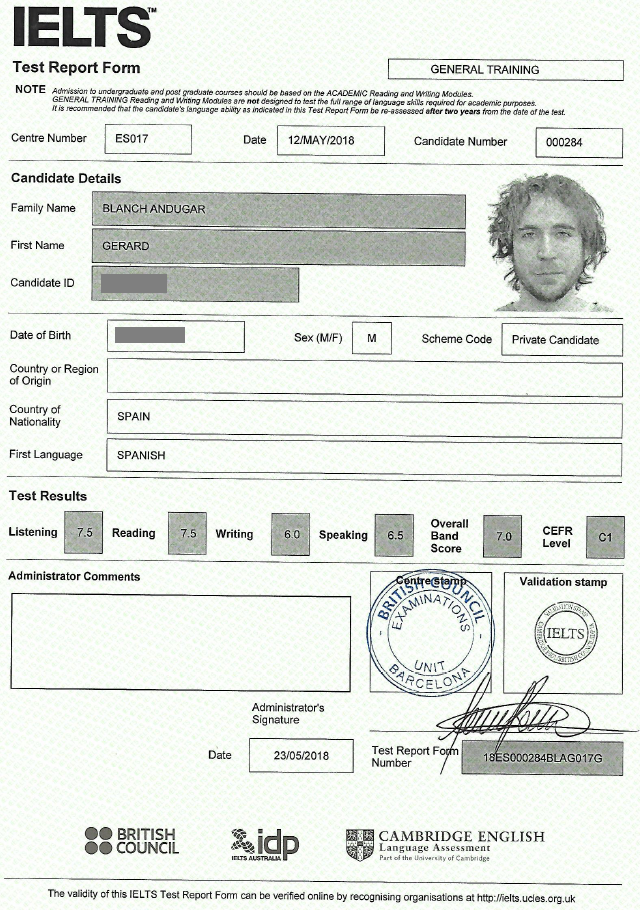 IELTS™
Test Report Form
GENERAL TRAINING
NOTE Admission to undergraduate and post graduate courses should be based on the ACADEMIC Reading and Writing Modules.
GENERAL TRAINING Reading and Writing Modules are not designed to test the full range of language skills required for academic purposes.
It is recommended that the candidate's language ability as indicated in this Test Report Form be re-assessed after two years from the date of the test.
Centre Number ES017 Date 12/MAY/2018 Candidate Number 000284
Candidate Details
Family Name BLANCH ANDUGAR
First Name GERARD
Candidate ID
Date of Birth Sex (M/F) M Scheme Code Private Candidate
Country or Region
of Origin
Country of
Nationality SPAIN
First Language SPANISH
Test Results
Listening 7.5 Reading 7.5 Writing 6.0 Speaking 6.5 Overall Band Score 7.0 CEFR Level C1
Administrator Comments
Centre stamp
BRITISH COUNCIL
EXAMINATIONS
UNIT
BARCELONA
Validation stamp
IELTS
Administrator's
Signature
Date 23/05/2018
Test Report Form
Number 18ES000284BLAG017G
BRITISH
COUNCIL
idp
IELTS AUSTRALIA
CAMBRIDGE ENGLISH
Language Assessment
Part of the University of Cambridge
The validity of this IELTS Test Report Form can be verified online by recognising organisations at http://ielts.ucles.org.uk